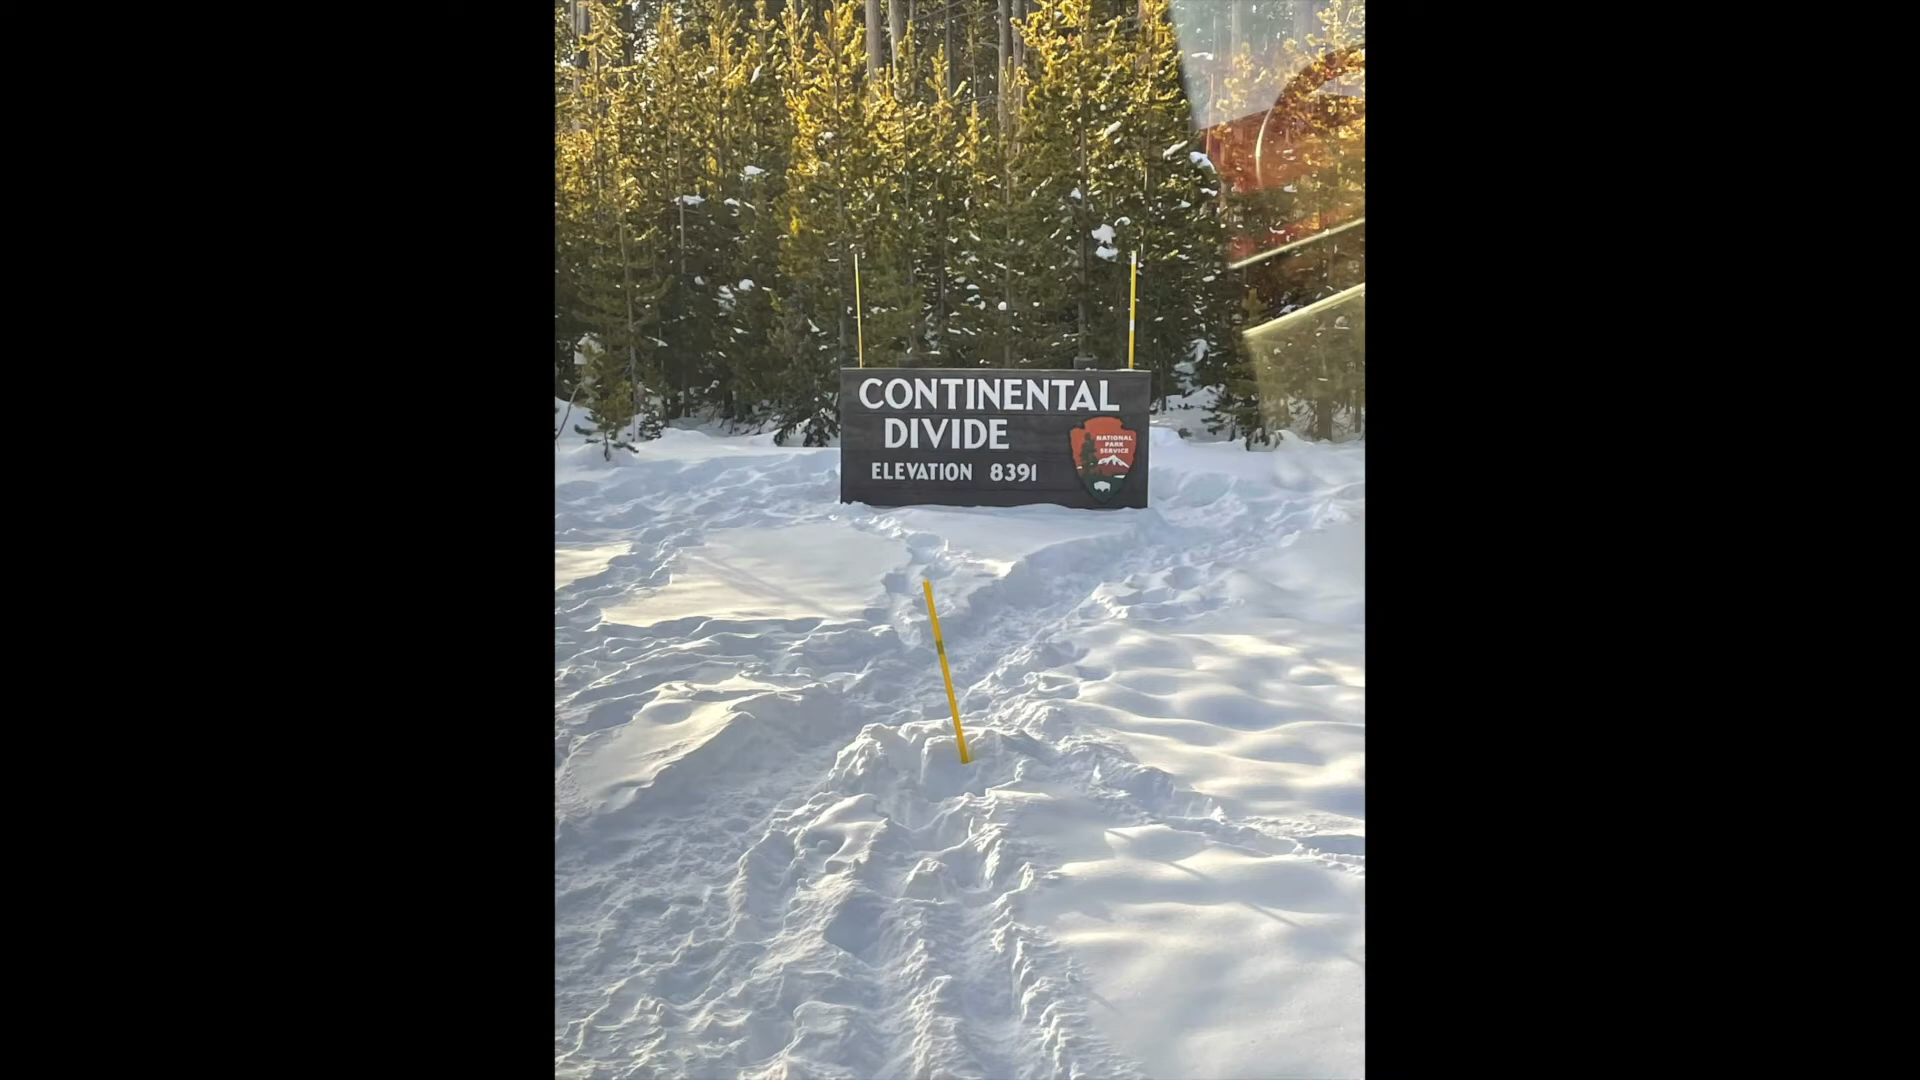 CONTINENTAL
DIVIDE
ELEVATION 8391
NATIONAL
PARK
SERVICE